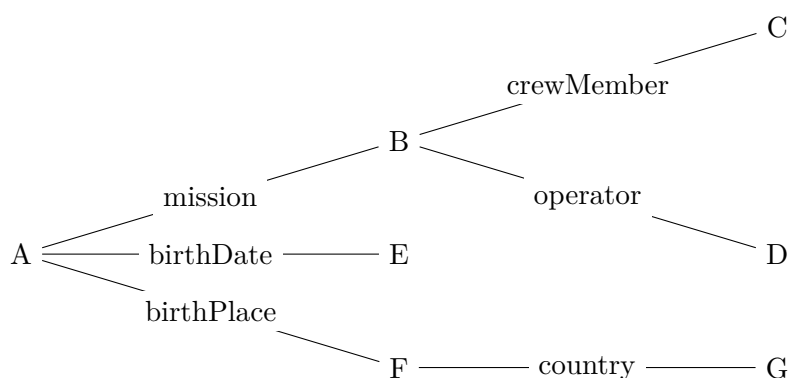 C
crewMember
B
mission
operator
A
birthDate
E
D
birthPlace
F
country
G